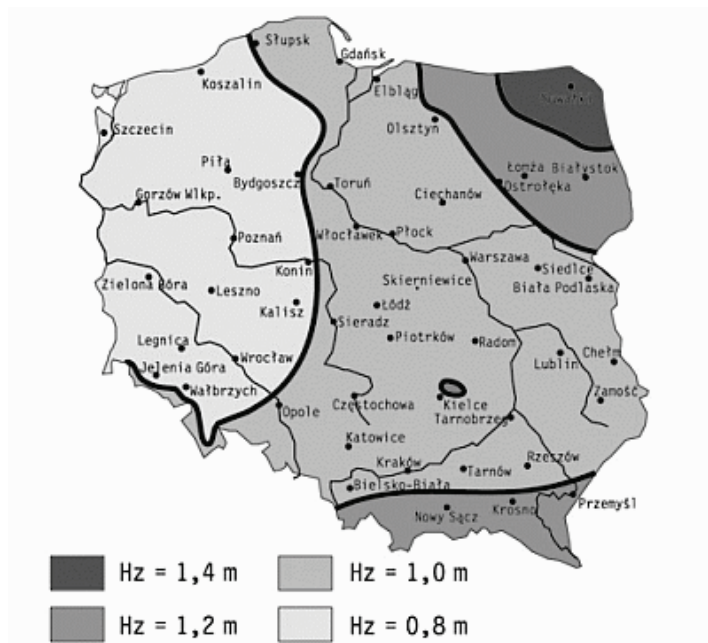 Słupsk
Gdańsk
Koszalin
Elbląg
Suwałki
Olsztyn
Szczecin
Piła
Bydgoszcz
Toruń
Łomża
Białystok
Ostrołęka
Gorzów Wlkp.
Ciechanów
Włocławek
Płock
Poznań
Konin
Warszawa
Siedlce
Biała Podlaska
Zielona Góra
Leszno
Skierniewice
Kalisz
Łódź
Sieradz
Piotrków
Radom
Legnica
Wrocław
Lublin
Chełm
Jelenia Góra
Wałbrzych
Opole
Częstochowa
Kielce
Zamość
Tarnobrzeg
Katowice
Kraków
Tarnów
Rzeszów
Bielsko-Biała
Nowy Sącz
Krosno
Przemyśl
Hz = 1,4 m
Hz = 1,0 m
Hz = 1,2 m
Hz = 0,8 m